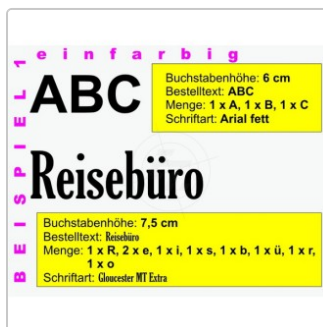 einfarbig
BEISPIEL 1
ABC
Buchstabenhöhe: 6 cm
Bestelltext: ABC
Menge: 1 x A, 1 x B, 1 x C
Schriftart: Arial fett
Reisebüro
Buchstabenhöhe: 7,5 cm
Bestelltext: Reisebüro
Menge: 1 x R, 2 x e, 1 x i, 1 x s, 1 x b, 1 x ü, 1 x r,
1 x o
Schriftart: Gloucester MT Extra